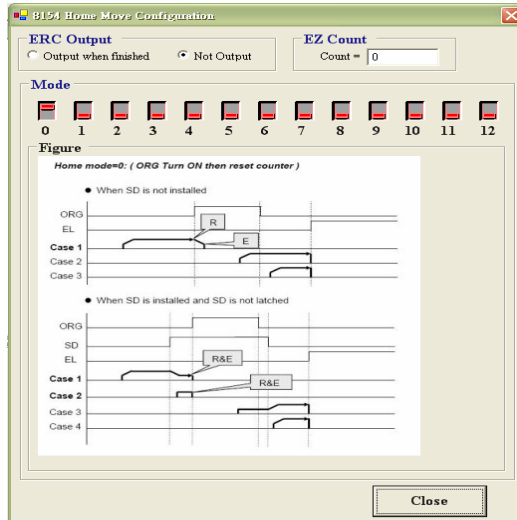 8154 Home Move Configuration
ERC Output
Output when finished
Not Output
EZ Count
Count = 0
Mode
0 1 2 3 4 5 6 7 8 9 10 11 12
Figure
Home mode=0: ( ORG Turn ON then reset counter )
● When SD is not installed
ORG
R
EL
E
Case 1
Case 2
Case 3
● When SD is installed and SD is not latched
ORG
SD
R&E
EL
Case 1
R&E
Case 2
Case 3
Case 4
Close